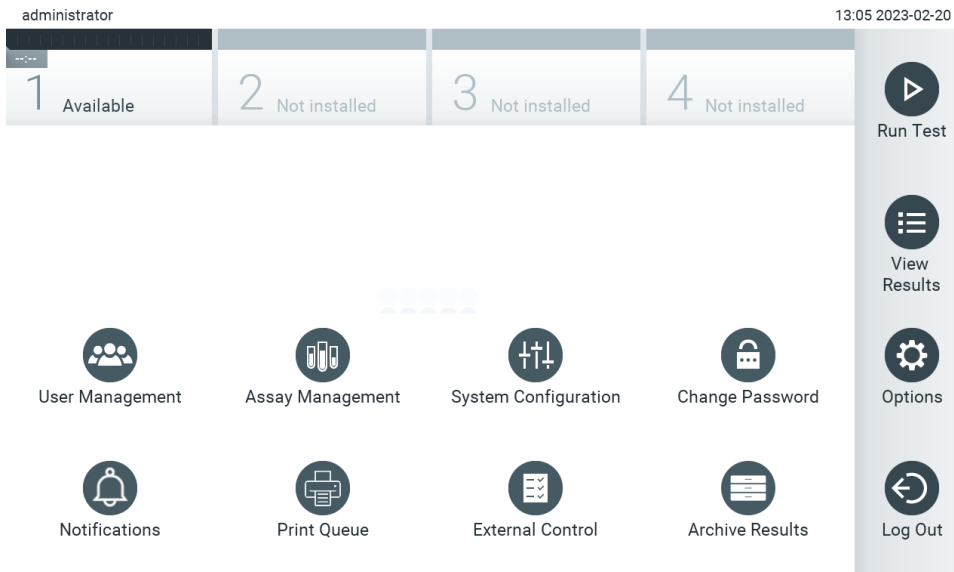 administrator 13:05 2023-02-20
--:--
1 Available 2 Not installed 3 Not installed 4 Not installed
Run Test
View
Results
User Management Assay Management System Configuration Change Password Options
Notifications Print Queue External Control Archive Results Log Out